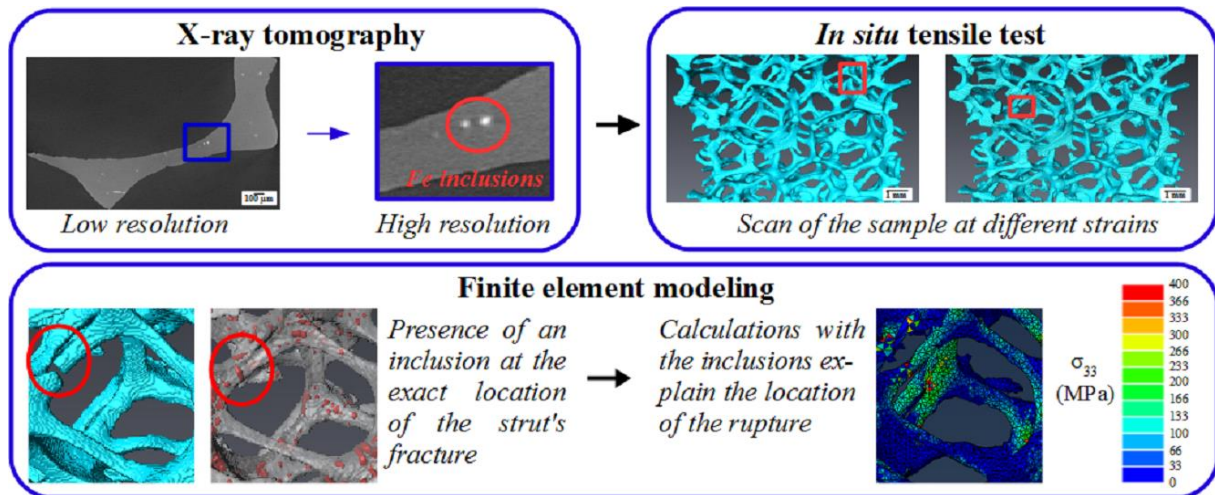 X-ray tomography
100 µm
Fe inclusions
Low resolution
High resolution
In situ tensile test
1 mm
1 mm
Scan of the sample at different strains
Finite element modeling
Presence of an
inclusion at the
exact location
of the strut's
fracture
Calculations with
the inclusions ex-
plain the location
of the rupture
σ33
(MPa)
400
366
333
300
266
233
200
166
133
100
66
33
0